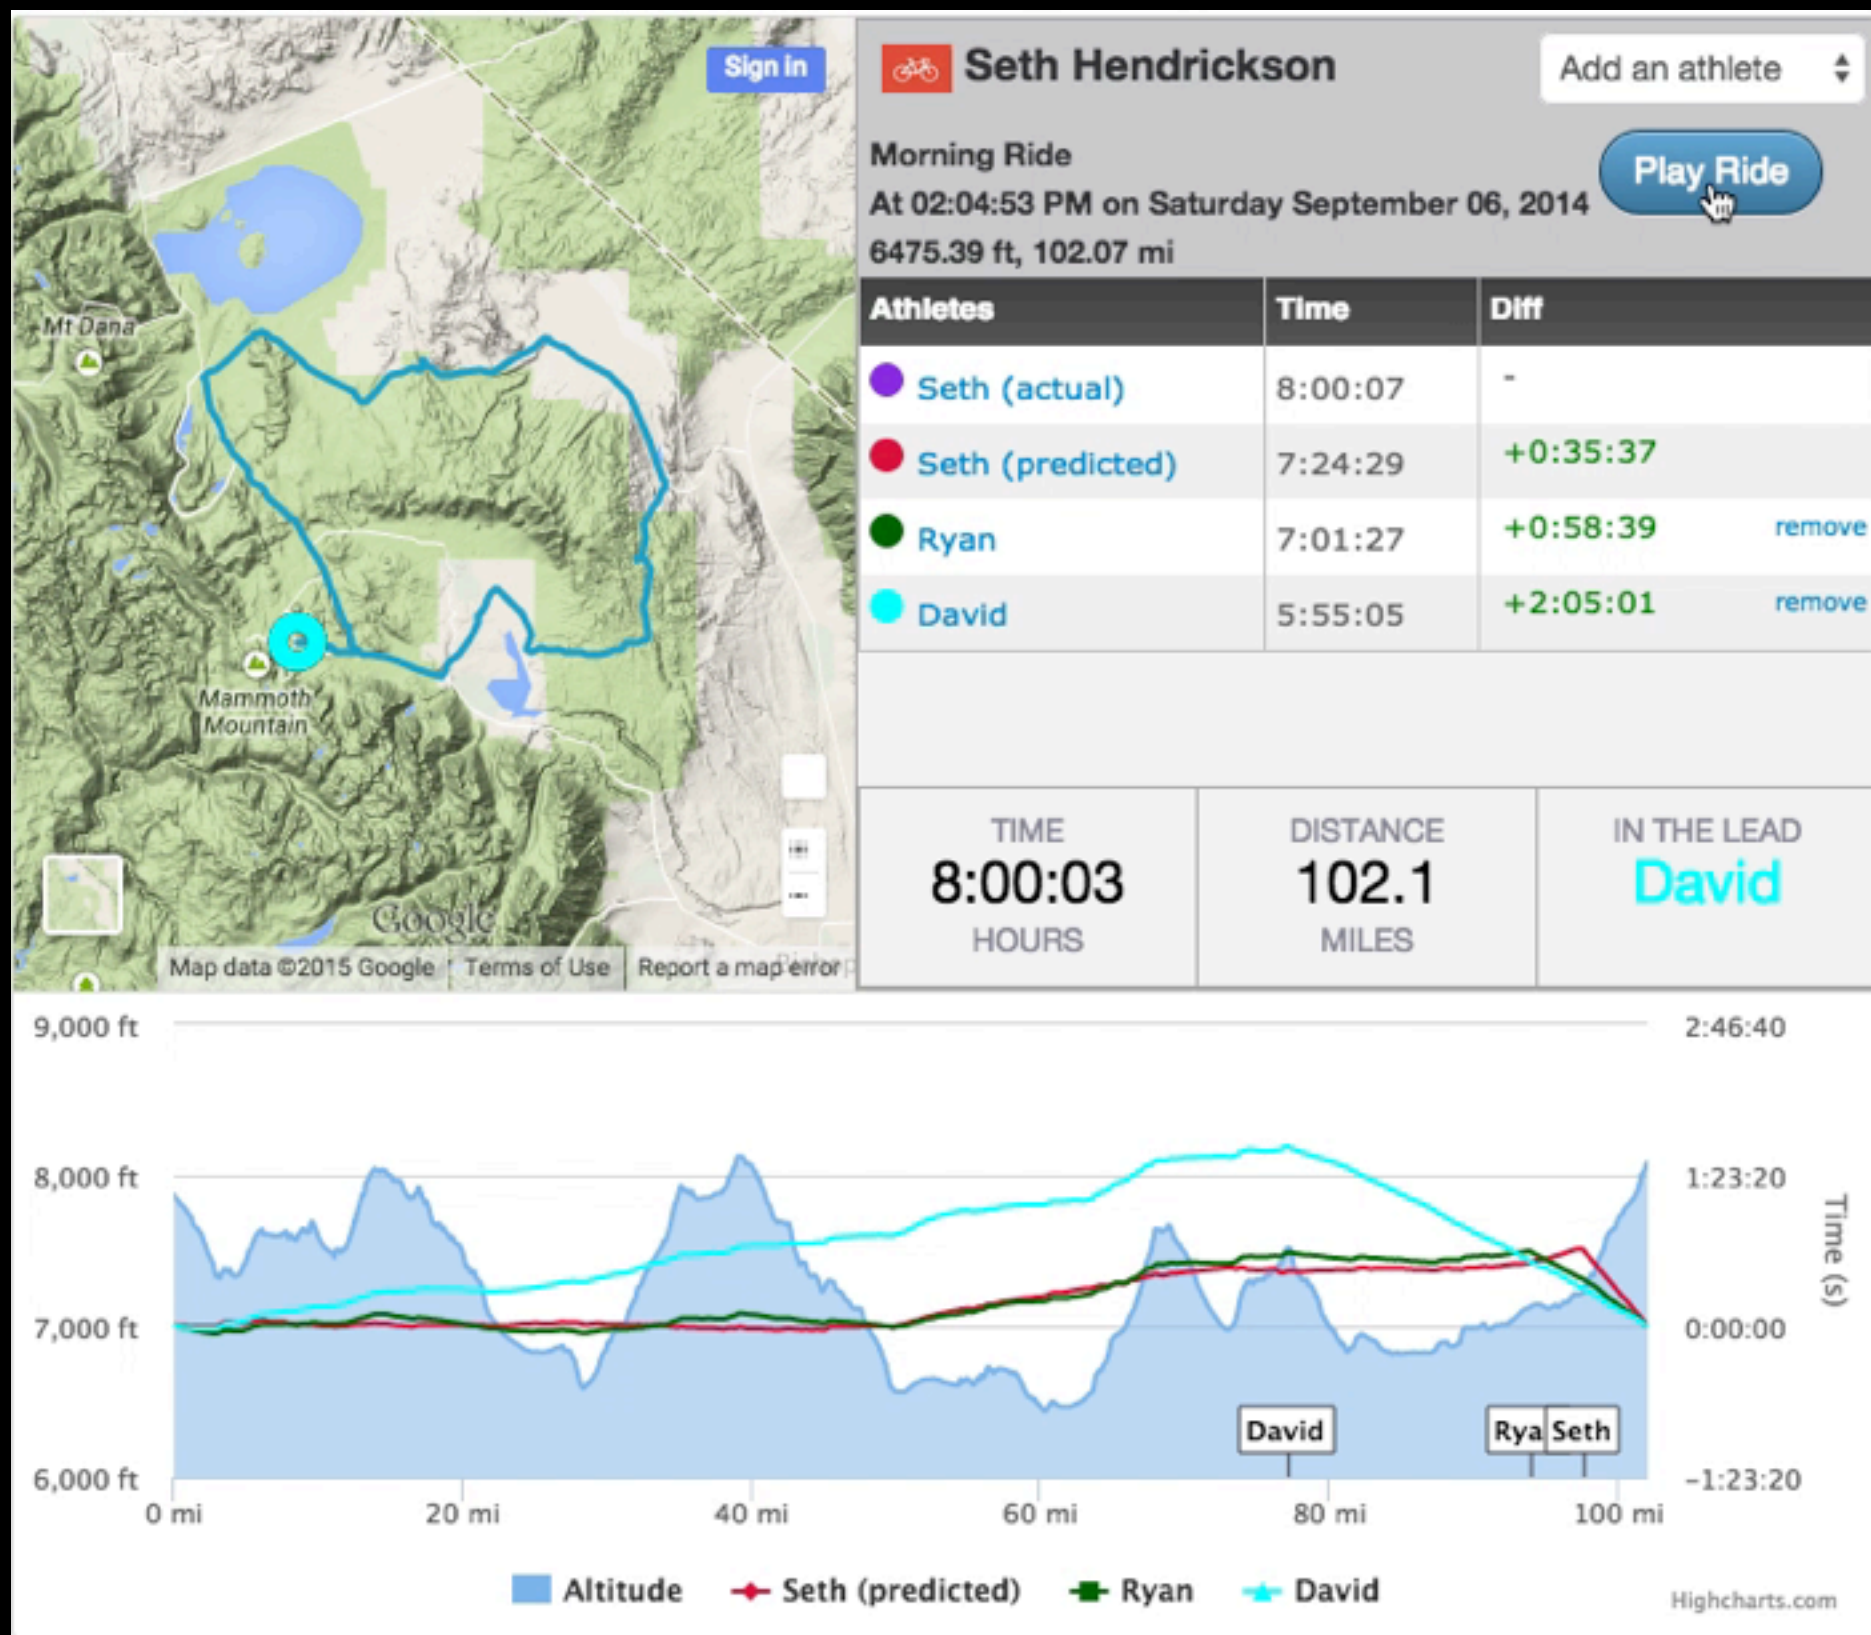 Sign in
Mt Dana
Mammoth
Mountain
Google
Map data ©2015 Google
Terms of Use
Report a map error
Seth Hendrickson
Add an athlete
Morning Ride
Play Ride
At 02:04:53 PM on Saturday September 06, 2014
6475.39 ft, 102.07 mi
Athletes Time Diff
Seth (actual) 8:00:07 -
Seth (predicted) 7:24:29 +0:35:37
Ryan 7:01:27 +0:58:39 remove
David 5:55:05 +2:05:01 remove
TIME DISTANCE IN THE LEAD
8:00:03 102.1 David
HOURS MILES
9,000 ft 2:46:40
8,000 ft 1:23:20
7,000 ft 0:00:00
6,000 ft -1:23:20
Time (s)
David Rya Seth
0 mi 20 mi 40 mi 60 mi 80 mi 100 mi
Altitude Seth (predicted) Ryan David
Highcharts.com